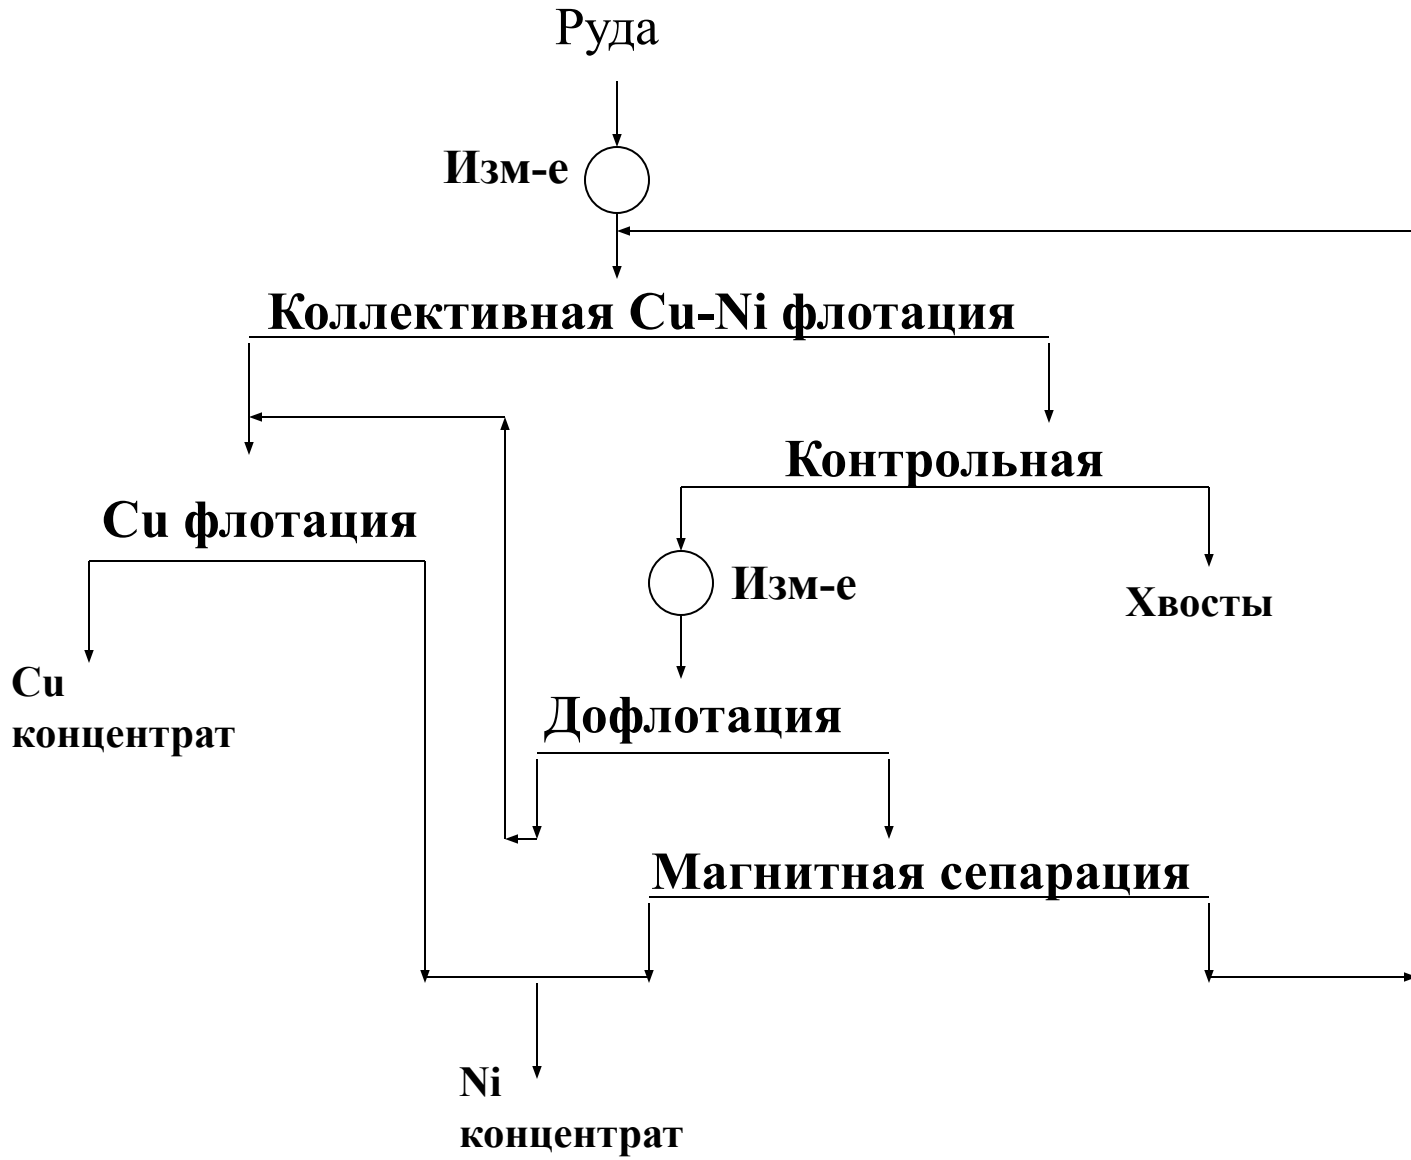 Руда
Изм-е
Коллективная Cu-Ni флотация
Контрольная
Cu флотация
Изм-е
Хвосты
Cu
концентрат
Дофлотация
Магнитная сепарация
Ni
концентрат